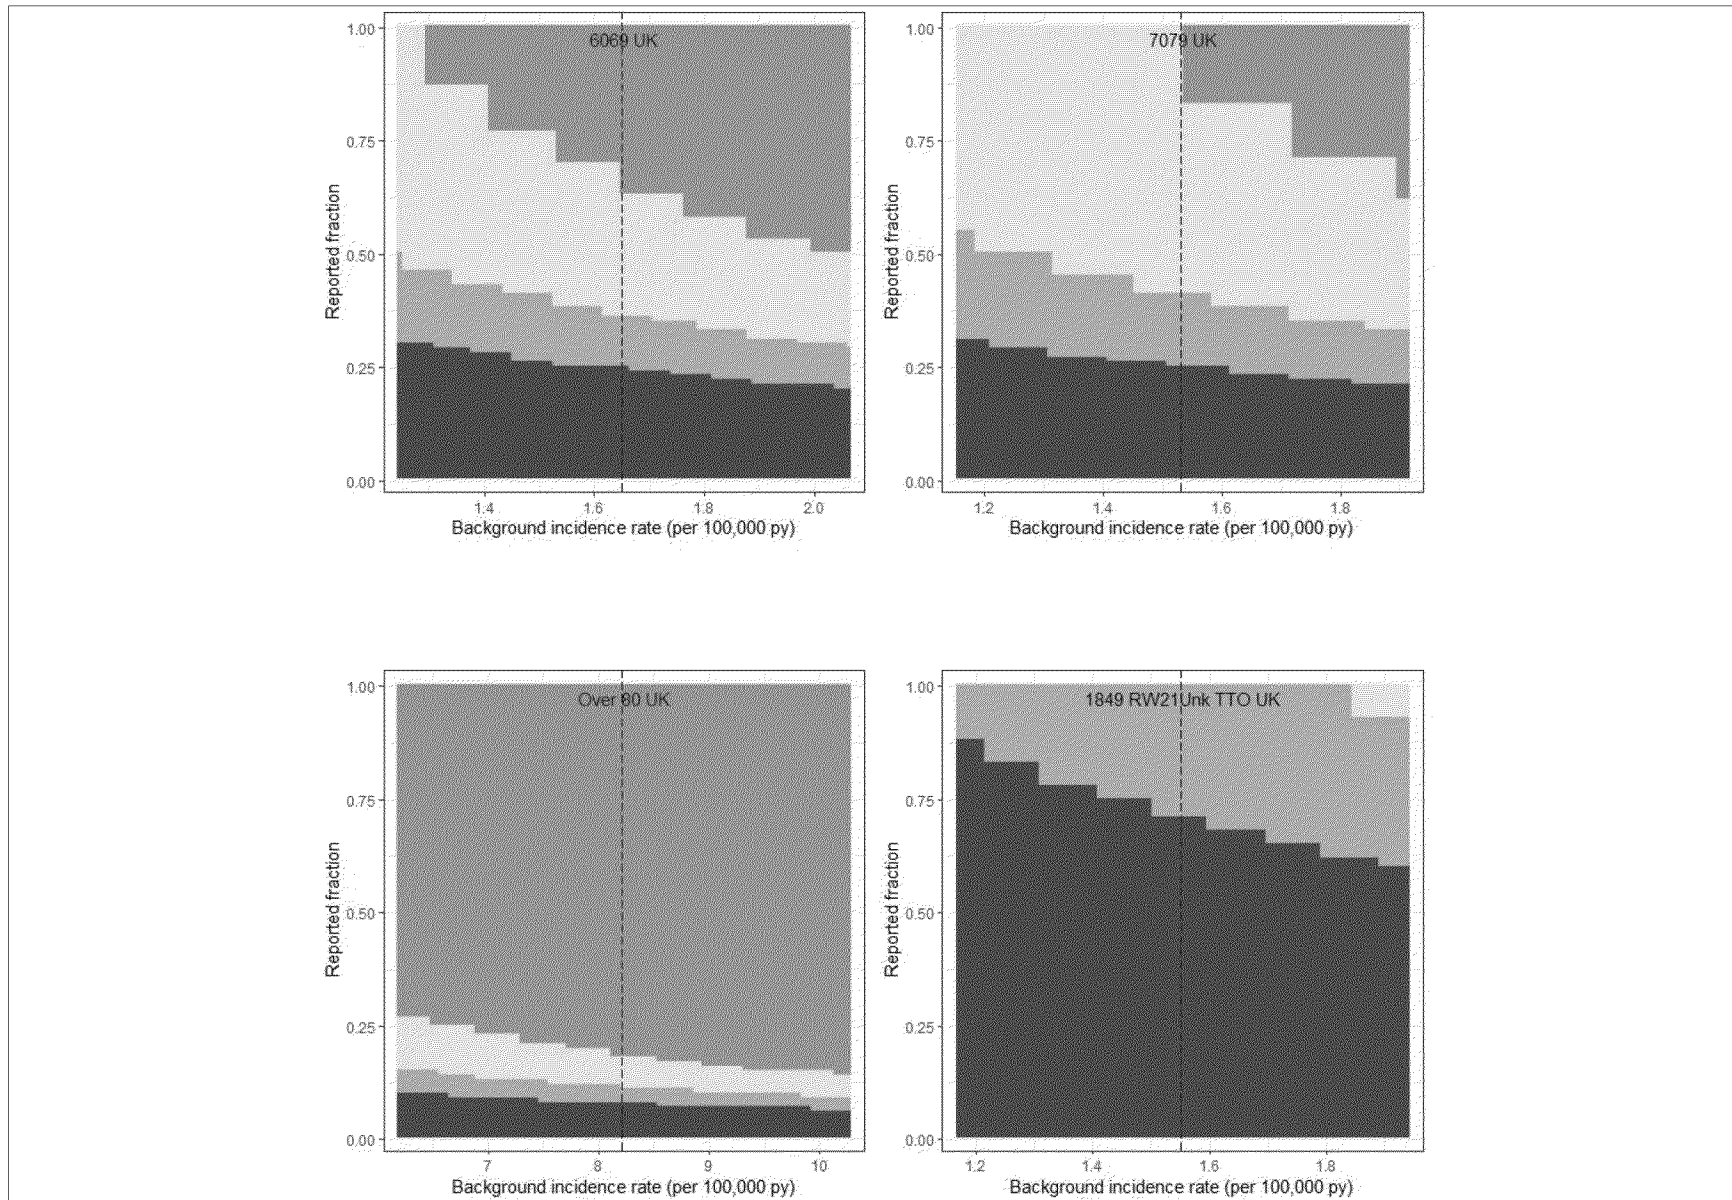 6069 UK
Reported fraction
1.00
0.75
0.50
0.25
0.00
1.4 1.6 1.8 2.0
Background incidence rate (per 100,000 py)
7079 UK
Reported fraction
1.00
0.75
0.50
0.25
0.00
1.2 1.4 1.6 1.8
Background incidence rate (per 100,000 py)
Over 80 UK
Reported fraction
1.00
0.75
0.50
0.25
0.00
7 8 9 10
Background incidence rate (per 100,000 py)
1849 RW21Unk TTO UK
Reported fraction
1.00
0.75
0.50
0.25
0.00
1.2 1.4 1.6 1.8
Background incidence rate (per 100,000 py)